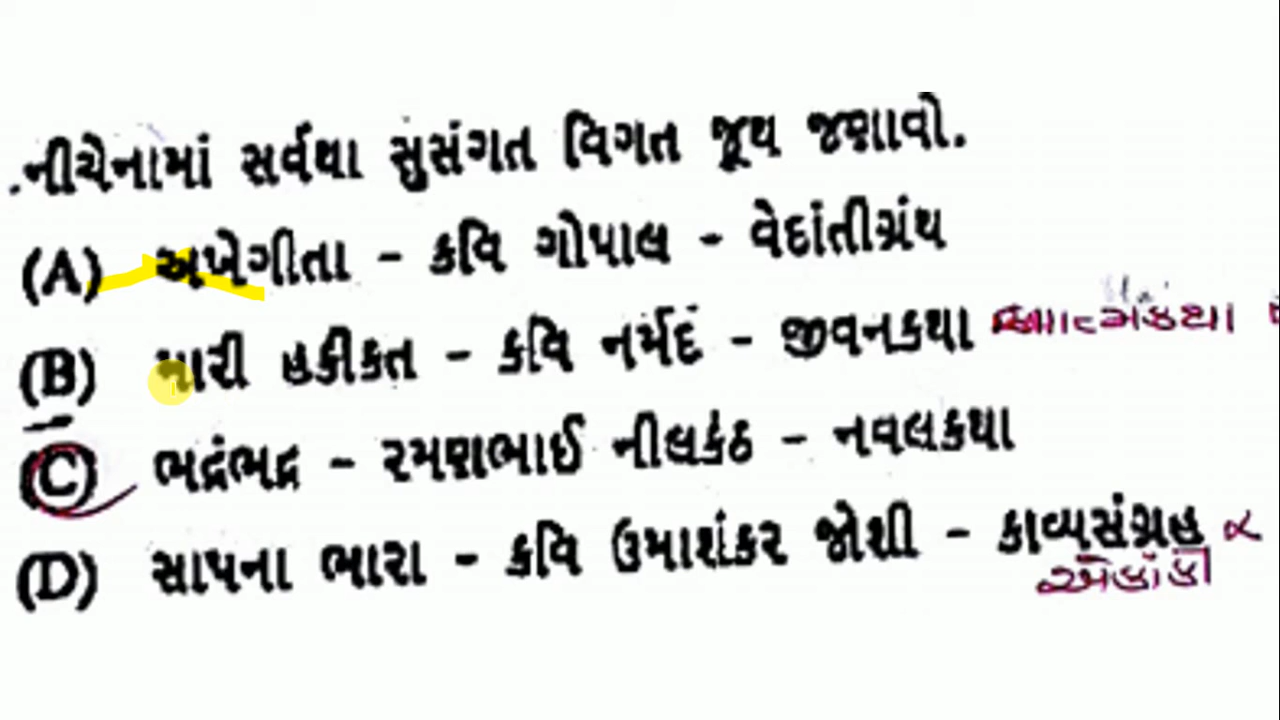 .નીચેનામાં સર્વથા સુસંગત વિગત જૂથ જણાવો.
(A) અખેગીતા - કવિ ગોપાલ - વેદાંતીગ્રંથ
(B) મારી હકીકત - કવિ નર્મદ - જીવનકથા આત્મકથા
(C) ભદ્રંભદ્ર - રમણભાઈ નીલકંઠ - નવલકથા
(D) સાપના ભારા - કવિ ઉમાશંકર જોશી - કાવ્યસંગ્રહ
એકાંકી